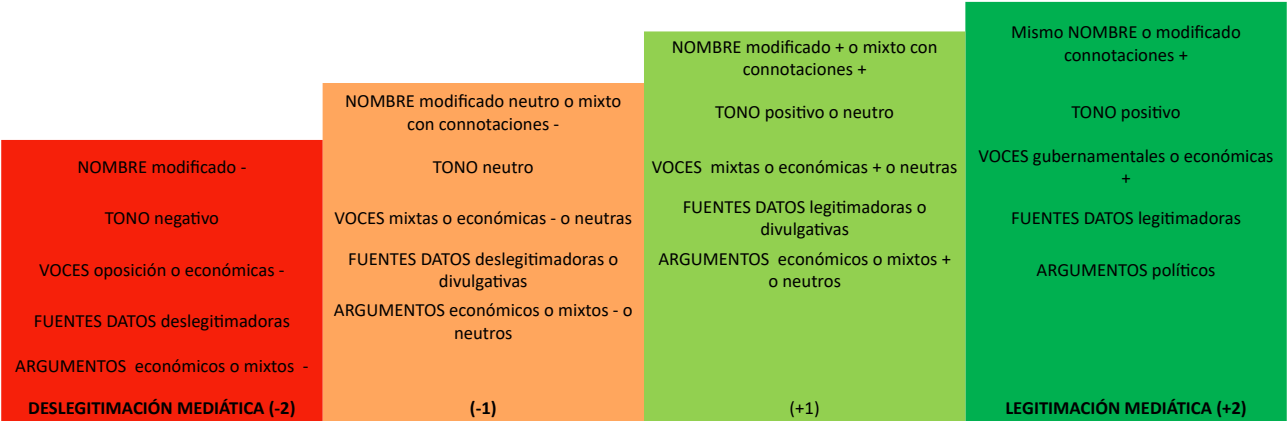 NOMBRE modificado -
TONO negativo
VOCES oposición o económicas -
FUENTES DATOS deslegitimadoras
ARGUMENTOS  económicos o mixtos  -
DESLEGITIMACIÓN MEDIÁTICA (-2)
NOMBRE modificado neutro o mixto
con connotaciones -
TONO neutro
VOCES mixtas o económicas - o neutras
FUENTES DATOS deslegitimadoras o
divulgativas
ARGUMENTOS económicos o mixtos - o
neutros
(-1)
NOMBRE modificado + o mixto con
connotaciones +
TONO positivo o neutro
VOCES  mixtas o económicas + o neutras
FUENTES DATOS legitimadoras o
divulgativas
ARGUMENTOS  económicos o mixtos +
o neutros
(+1)
Mismo NOMBRE o modificado
connotaciones +
TONO positivo
VOCES gubernamentales o económicas
+
FUENTES DATOS legitimadoras
ARGUMENTOS políticos
LEGITIMACIÓN MEDIÁTICA (+2)